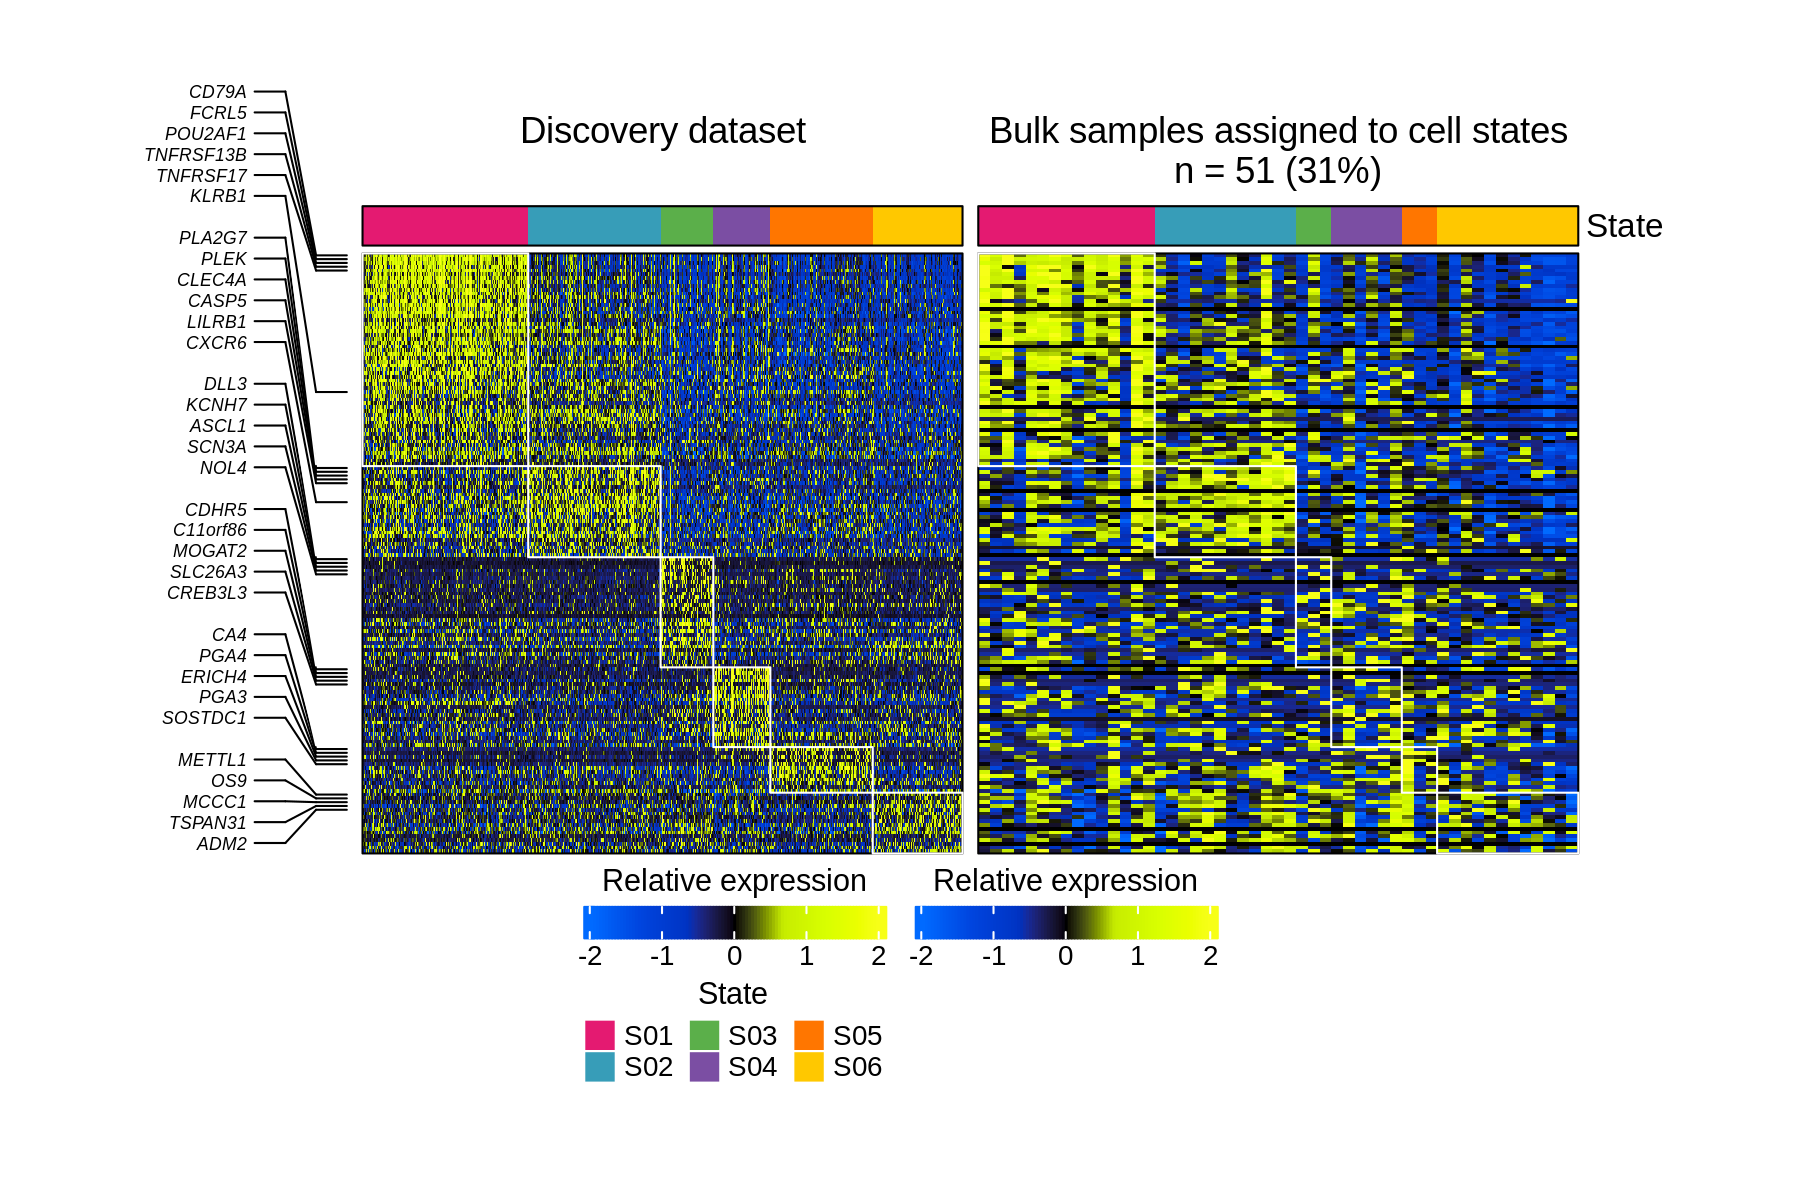 CD79A
FCRL5
POU2AF1
TNFRSF13B
TNFRSF17
KLRB1
PLA2G7
PLEK
CLEC4A
CASP5
LILRB1
CXCR6
DLL3
KCNH7
ASCL1
SCN3A
NOL4
CDHR5
C11orf86
MOGAT2
SLC26A3
CREB3L3
CA4
PGA4
ERICH4
PGA3
SOSTDC1
METTL1
OS9
MCCC1
TSPAN31
ADM2
Discovery dataset
Bulk samples assigned to cell states
n = 51 (31%)
State
Relative expression
-2 -1 0 1 2
Relative expression
-2 -1 0 1 2
State
S01 S03 S05
S02 S04 S06